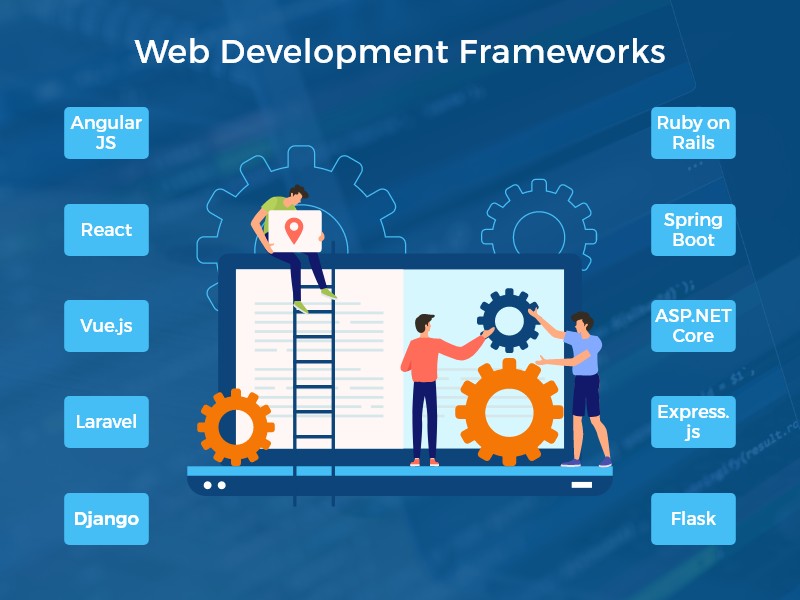 Web Development Frameworks
Angular
JS
React
Vue.js
Laravel
Django
Ruby on
Rails
Spring
Boot
ASP.NET
Core
Express.
js
Flask